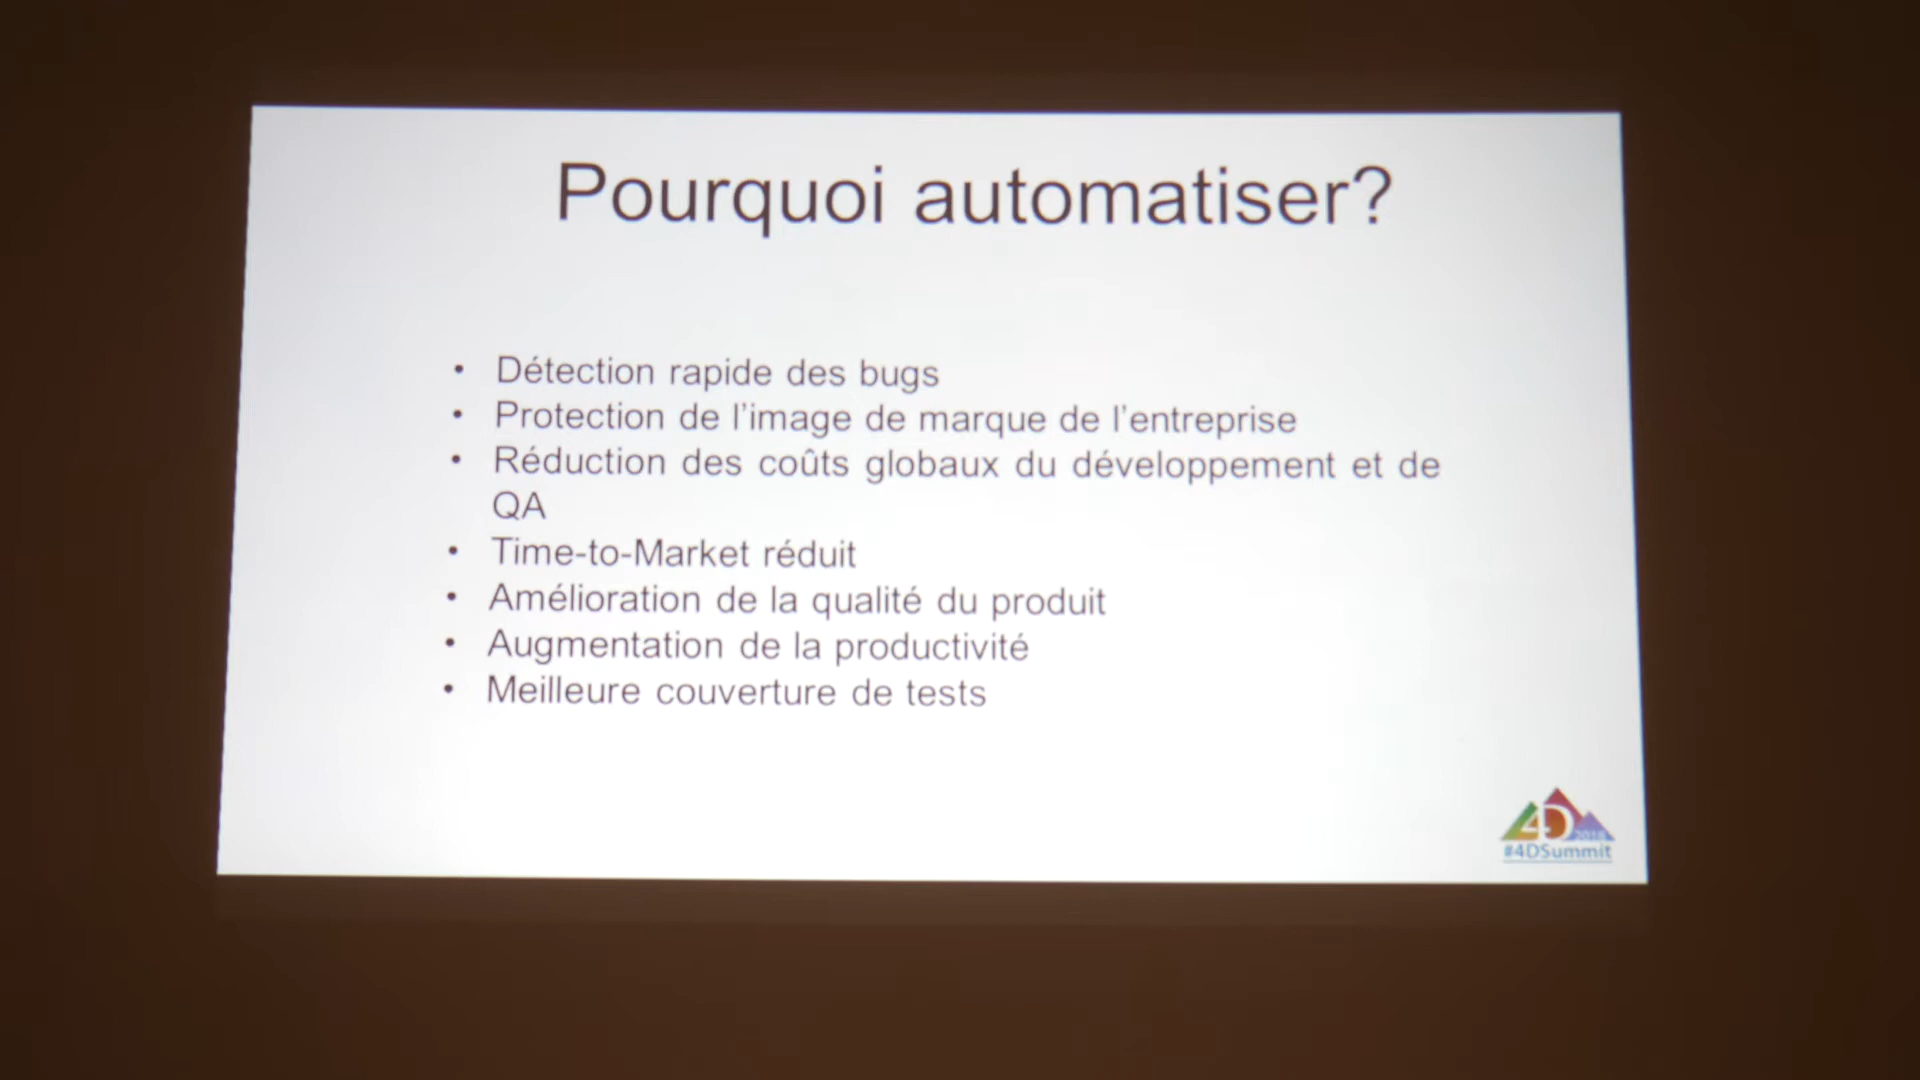 Pourquoi automatiser?
• Détection rapide des bugs
• Protection de l'image de marque de l'entreprise
• Réduction des coûts globaux du développement et de
QA
• Time-to-Market réduit
• Amélioration de la qualité du produit
• Augmentation de la productivité
• Meilleure couverture de tests
4D
#4DSummit